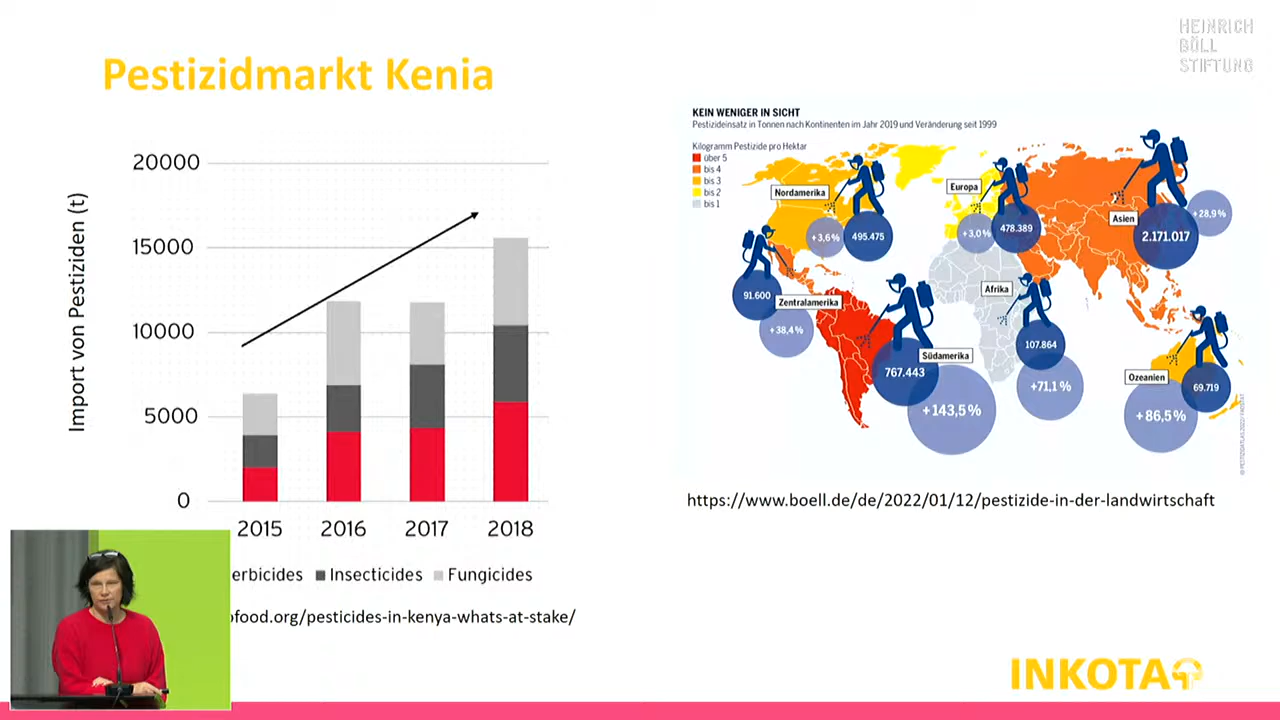 HEINRICH
BÖLL
STIFTUNG
Pestizidmarkt Kenia
Import von Pestiziden (t)
20000
15000
10000
5000
0
2015 2016 2017 2018
erbicides Insecticides Fungicides
ofood.org/pesticides-in-kenya-whats-at-stake/
KEIN WENIGER IN SICHT
Pestizideinsatz in Tonnen nach Kontinenten im Jahr 2019 und Veränderung seit 1999
Kilogramm Pestizide pro Hektar
über 5
bis 4
bis 3
bis 2
bis 1
Nordamerika
+3,6%
495.475
Europa
+3,0%
478.389
Asien
2.171.017
+28,9%
91.600
Zentralamerika
+38,4%
Südamerika
767.443
+143,5%
Afrika
107.864
+71,1%
Ozeanien
69.719
+86,5%
https://www.boell.de/de/2022/01/12/pestizide-in-der-landwirtschaft
INKOTA